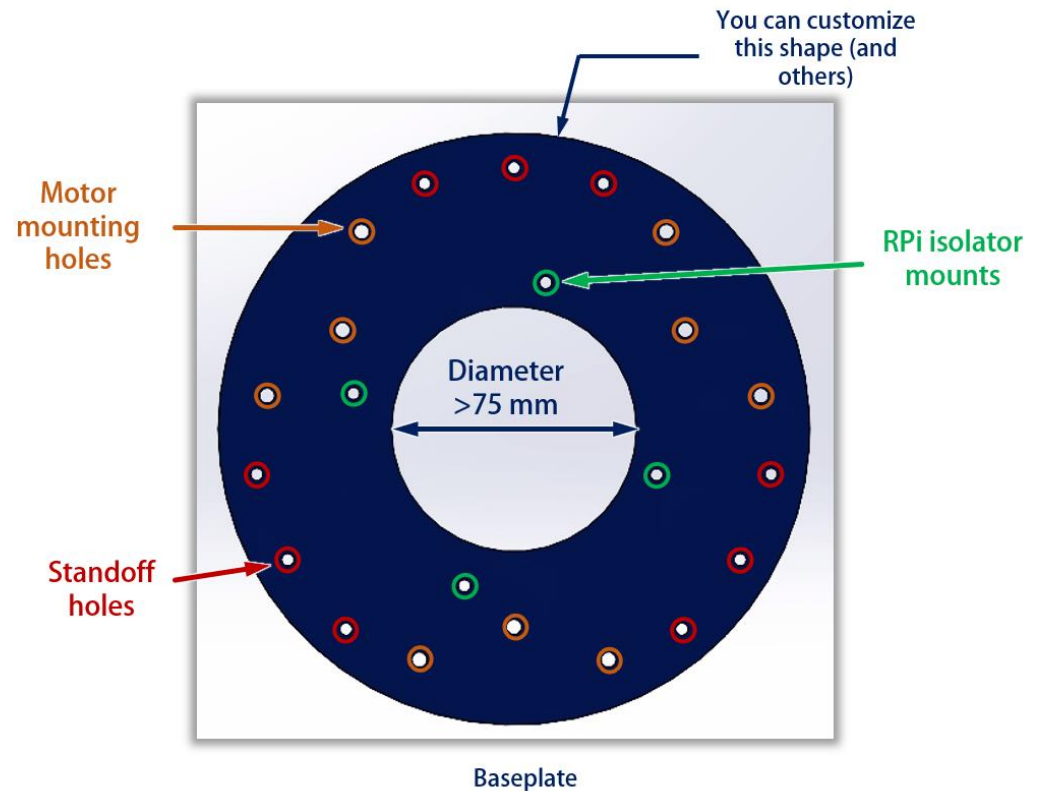 You can customize
this shape (and
others)
Motor
mounting
holes
RPi isolator
mounts
Diameter
>75 mm
Standoff
holes
Baseplate